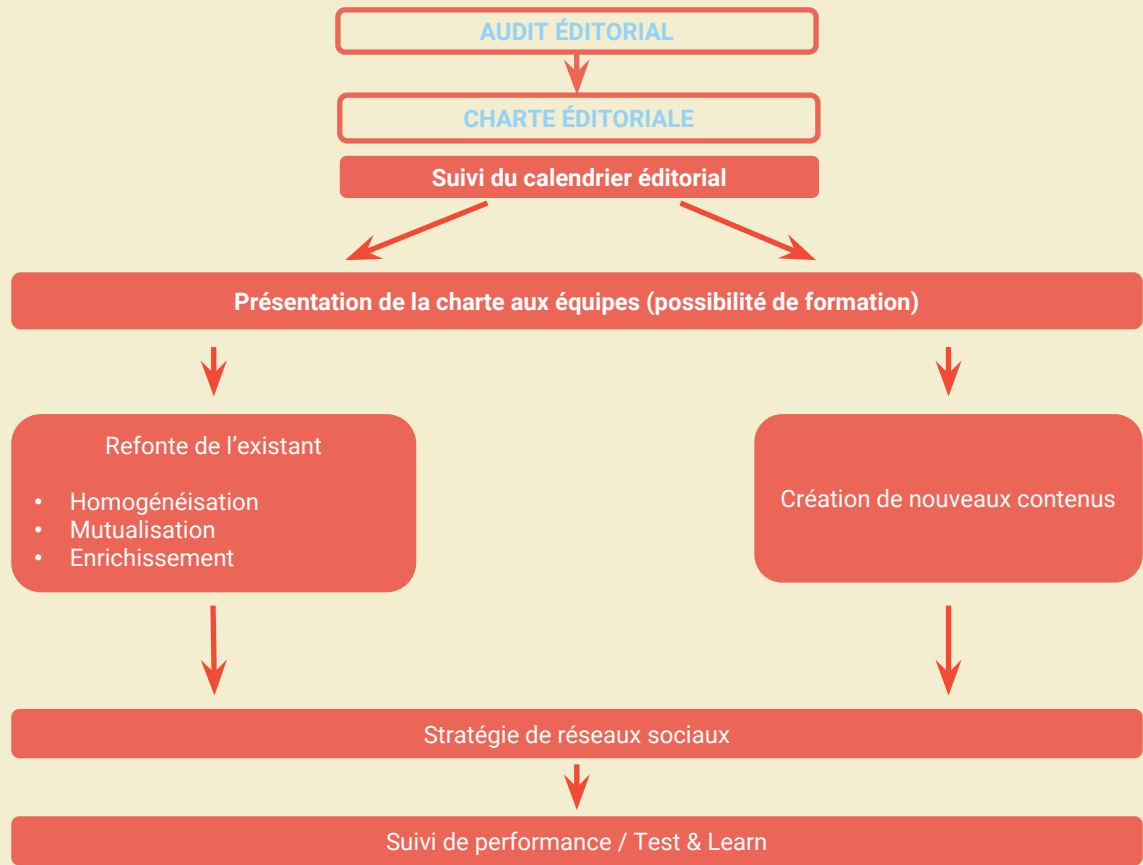 AUDIT ÉDITORIAL
CHARTE ÉDITORIALE
Suivi du calendrier éditorial
Présentation de la charte aux équipes (possibilité de formation)
Refonte de l’existant
• Homogénéisation
• Mutualisation
• Enrichissement
Création de nouveaux contenus
Stratégie de réseaux sociaux
Suivi de performance / Test & Learn